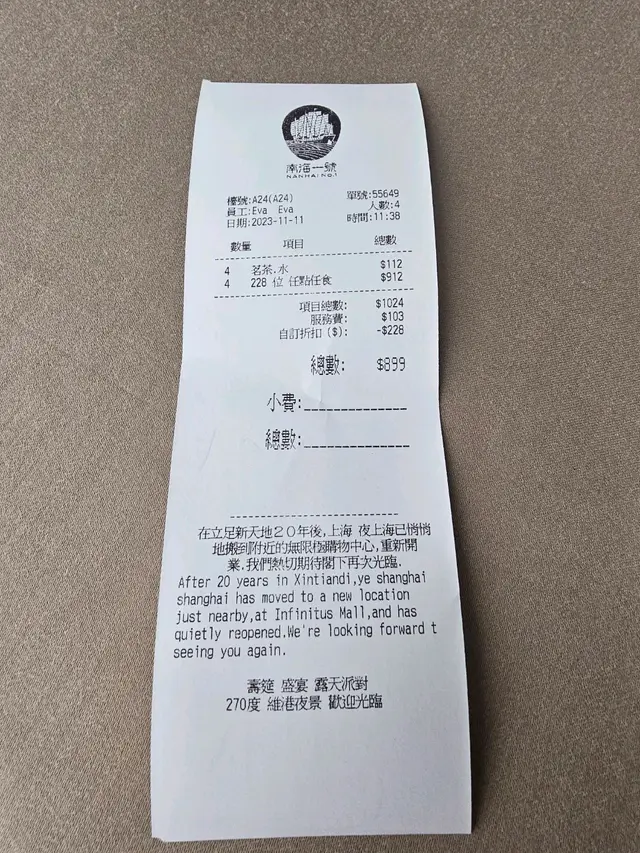 南海一號
NANHAI NO.1
檯號:A24(A24) 單號:55649
員工:Eva Eva 人數:4
日期:2023-11-11 時間:11:38
數量 項目 總數
4 茗茶.水 $112
4 228 位 任點任食 $912
項目總數: $1024
服務費: $103
自訂折扣 ($): -$228
總數: $899
小費:
總數:
在立足新天地20年後,上海 夜上海已悄悄
地搬到附近的無限極購物中心,重新開
業.我們熱切期待閣下再次光臨.
After 20 years in Xintiandi,ye shanghai
shanghai has moved to a new location
just nearby,at Infinitus Mall,and has
quietly reopened.We're looking forward t
seeing you again.
壽筵 盛宴 露天派對
270度 維港夜景 歡迎光臨